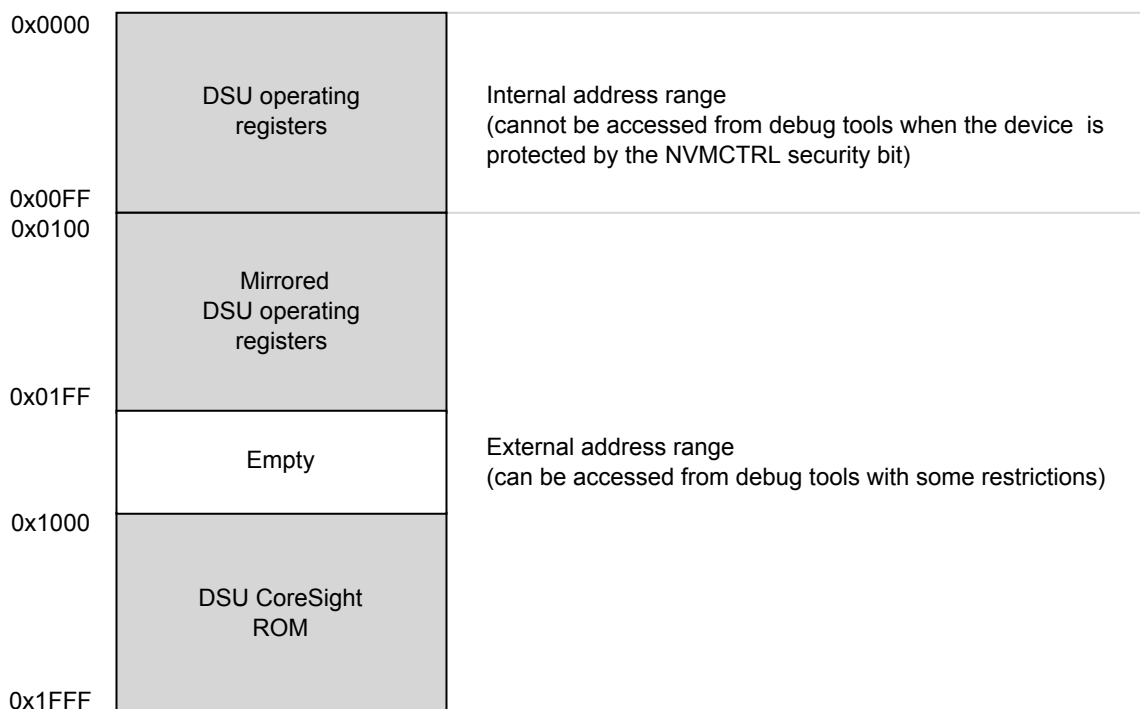 0x0000
DSU operating
registers
Internal address range
(cannot be accessed from debug tools when the device is
protected by the NVMCTRL security bit)
0x00FF
0x0100
Mirrored
DSU operating
registers
0x01FF
Empty
External address range
(can be accessed from debug tools with some restrictions)
0x1000
DSU CoreSight
ROM
0x1FFF